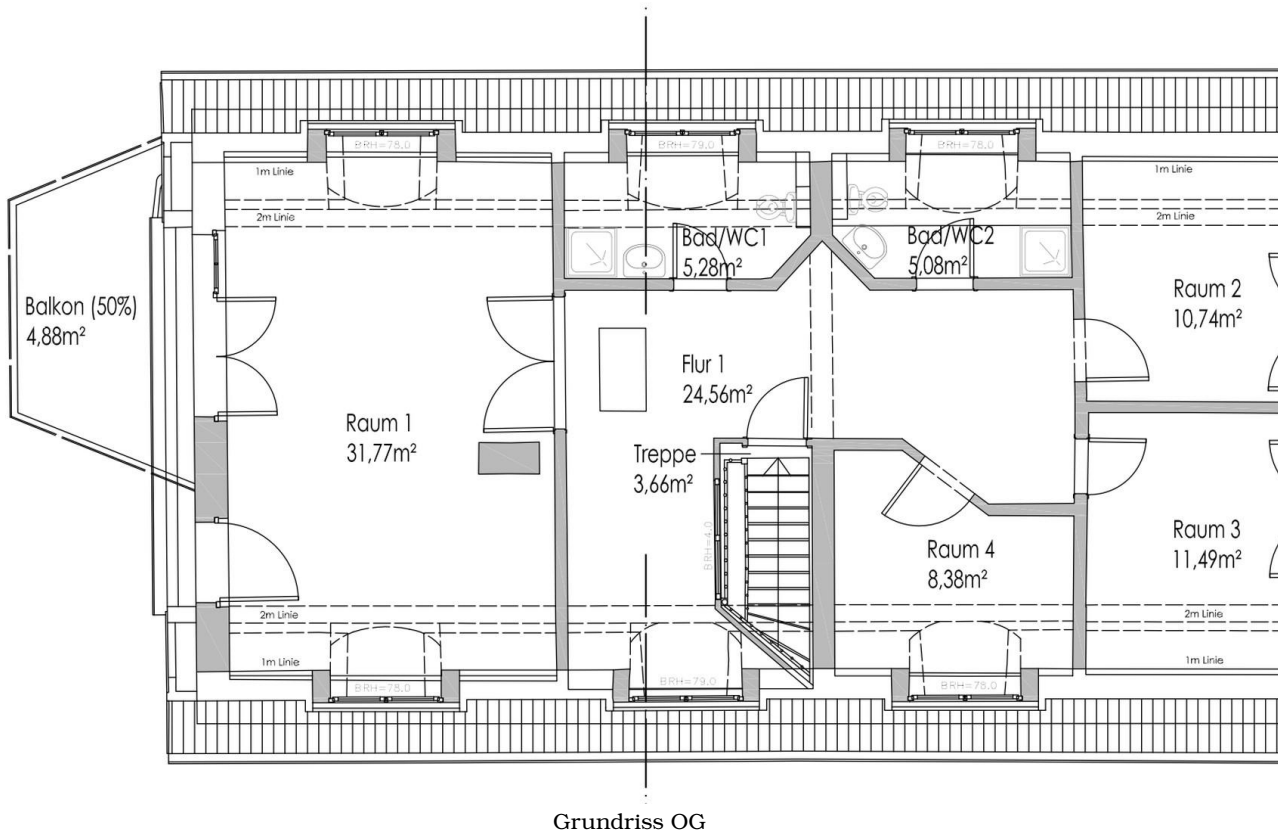 BRH=78.0
BRH=79.0
BRH=78.0
1m Linie
1m Linie
2m Linie
2m Linie
Bad/WC1
5,28m²
Bad/WC2
5,08m²
Balkon (50%)
4,88m²
Raum 2
10,74m²
Flur 1
24,56m²
Raum 1
31,77m²
Treppe
3,66m²
BRH=4.0
Raum 4
8,38m²
Raum 3
11,49m²
2m Linie
2m Linie
1m Linie
1m Linie
BRH=78.0
BRH=79.0
BRH=78.0
Grundriss OG